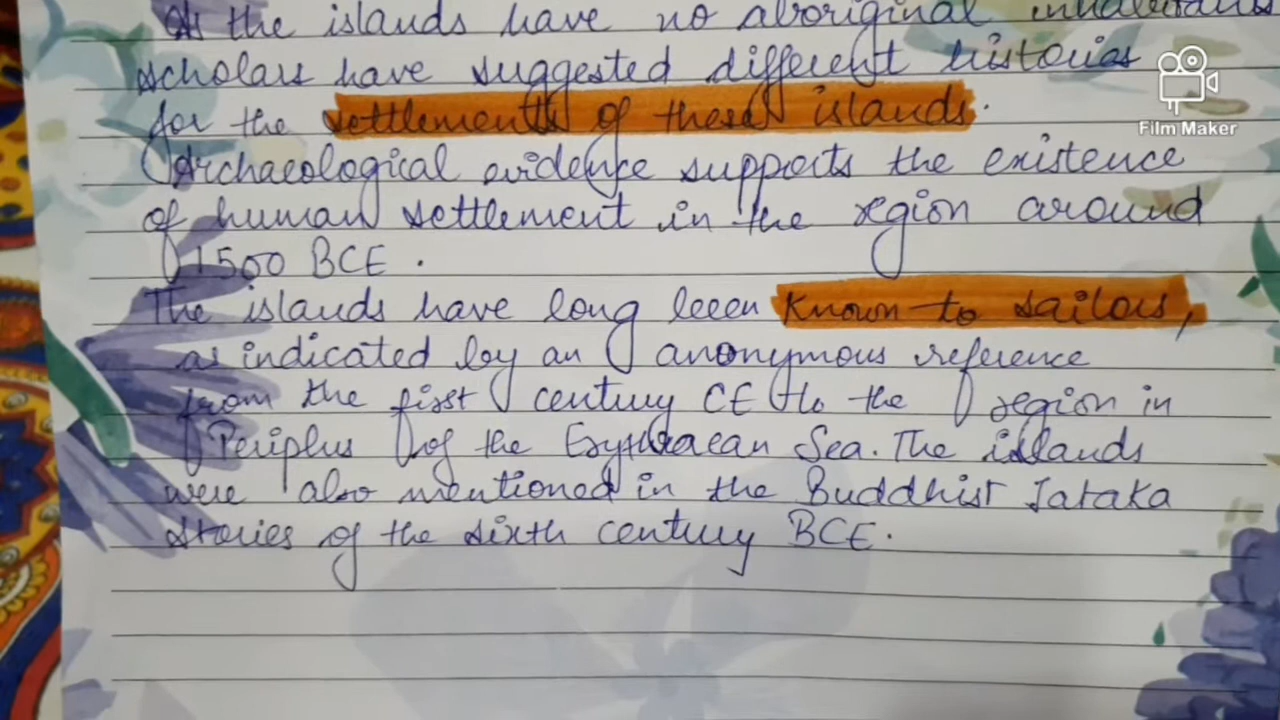 As the islands have no aboriginal inhabitants
scholars have suggested different histories
for the settlements of these islands.
Archaeological evidence supports the existence
of human settlement in the region around
1500 BCE.
The islands have long been known to sailors,
as indicated by an anonymous reference
from the first century CE to the region in
Periplus of the Erythraean Sea. The islands
were also mentioned in the Buddhist Jataka
stories of the sixth century BCE.
Film Maker